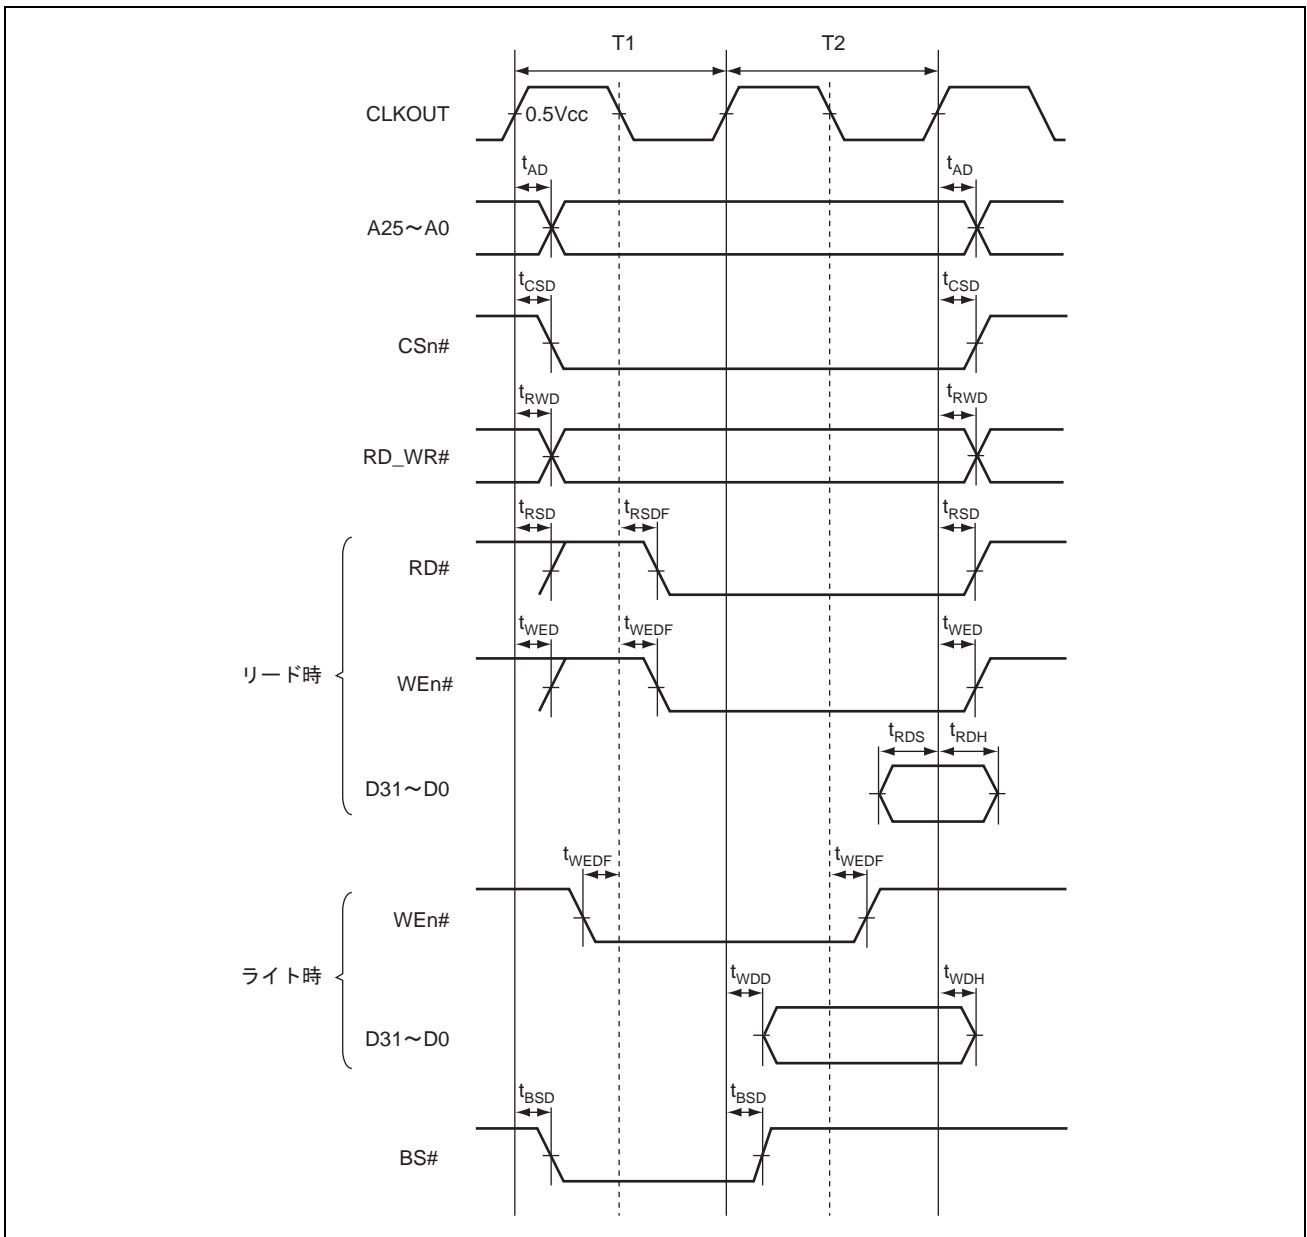 T1 T2
CLKOUT 0.5Vcc
tAD tAD
A25〜A0
tCSD tCSD
CSn#
tRWD tRWD
RD_WR#
tRSD tRSDF tRSD
RD#
tWED tWEDF tWED
リード時
WEn#
tRDS tRDH
D31〜D0
tWEDF tWEDF
WEn#
ライト時
tWDD tWDH
D31〜D0
tBSD tBSD
BS#